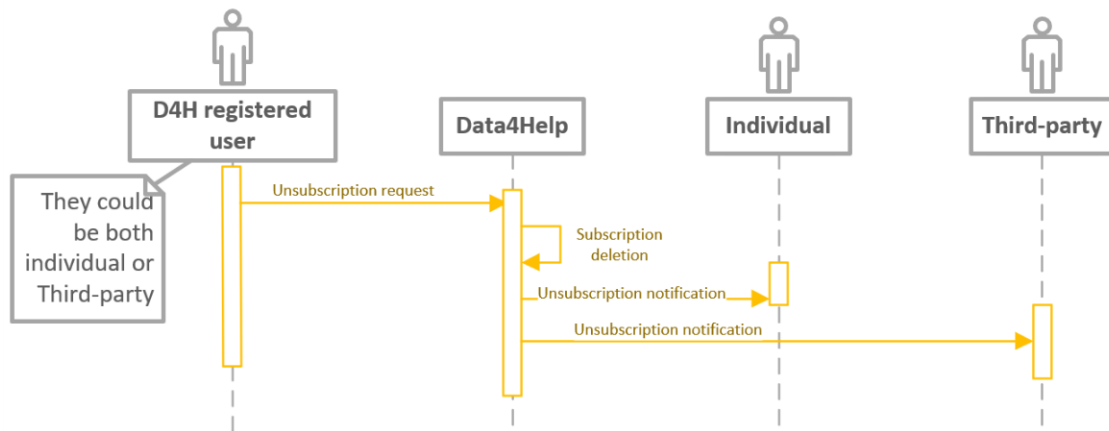 D4H registered
user
Data4Help
Individual
Third-party
They could
be both
individual or
Third-party
Unsubscription request
Subscription
deletion
Unsubscription notification
Unsubscription notification